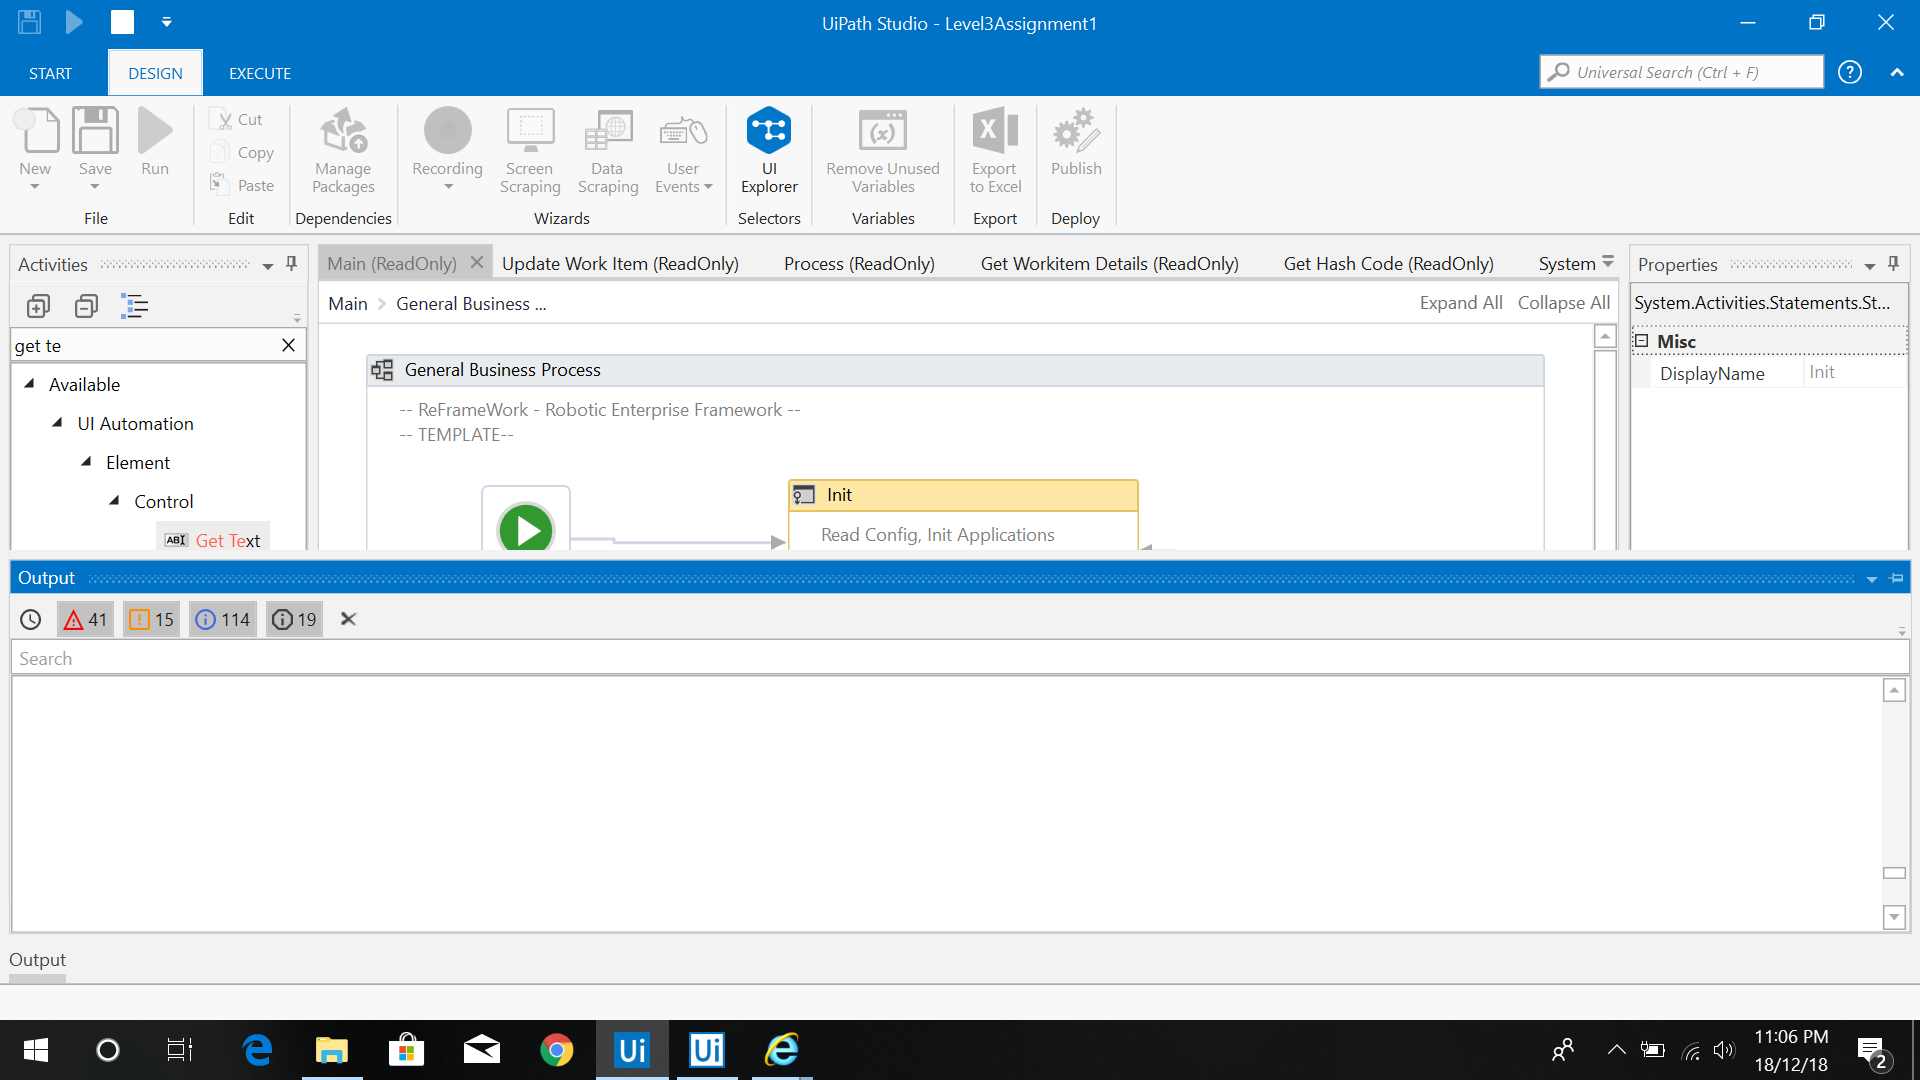 UiPath Studio - Level3Assignment1
START DESIGN EXECUTE
Universal Search (Ctrl + F)
?
New
Save
Run
File
Cut
Copy
Paste
Edit
Manage
Packages
Dependencies
Recording
Screen
Scraping
Data
Scraping
User
Events
Wizards
UI
Explorer
Selectors
(x)
Remove Unused
Variables
Variables
X
Export
to Excel
Export
Publish
Deploy
Activities
get te
Available
UI Automation
Element
Control
ABI Get Text
Main (ReadOnly) Update Work Item (ReadOnly) Process (ReadOnly) Get Workitem Details (ReadOnly) Get Hash Code (ReadOnly) System
Main > General Business ...
Expand All Collapse All
General Business Process
-- ReFrameWork - Robotic Enterprise Framework --
-- TEMPLATE--
Init
Read Config, Init Applications
Properties
System.Activities.Statements.St...
Misc
DisplayName Init
Output
41 15 114 19
Search
Output
Ui Ui
11:06 PM
18/12/18
2